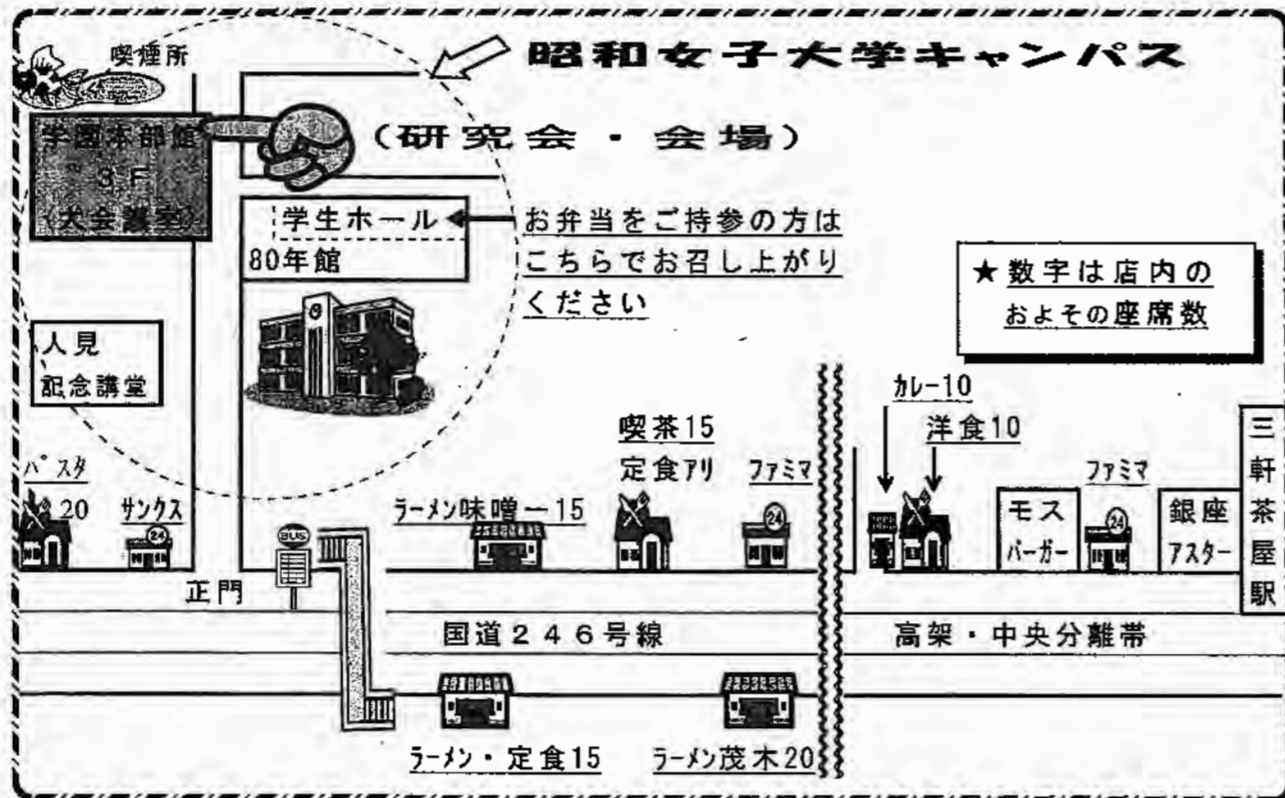 喫煙所
昭和女子大学キャンパス
学園本部館
3F
(大会議室)
(研究会・会場)
学生ホール
80年館
お弁当をご持参の方は
こちらでお召し上がり
ください
★数字は店内の
およその座席数
人見
記念講堂
パスタ
20
サンクス
24
正門
BUS
ラーメン味噌一15
喫茶15
定食アリ
ファミマ
24
カレー10
洋食10
モス
バーガー
ファミマ
24
銀座
アスター
三軒茶屋駅
国道246号線
高架・中央分離帯
ラーメン・定食15
ラーメン茂木20